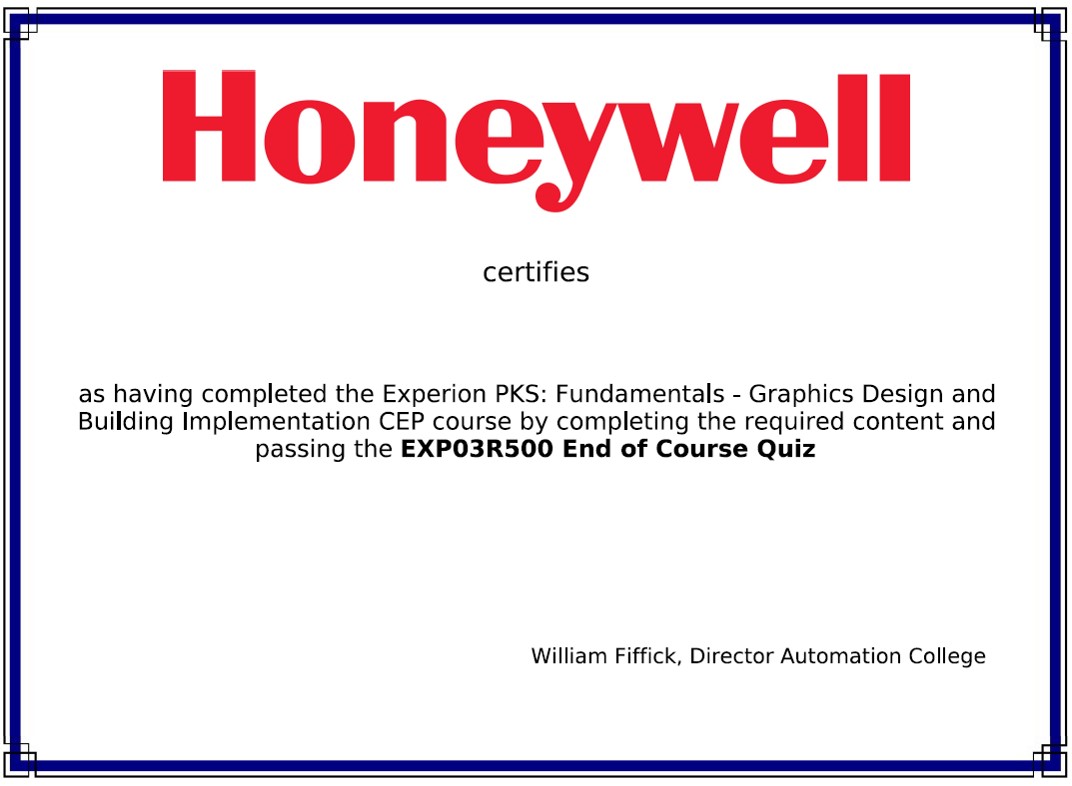 Honeywell
certifies
as having completed the Experion PKS: Fundamentals - Graphics Design and
Building Implementation CEP course by completing the required content and
passing the EXP03R500 End of Course Quiz
William Fiffick, Director Automation College